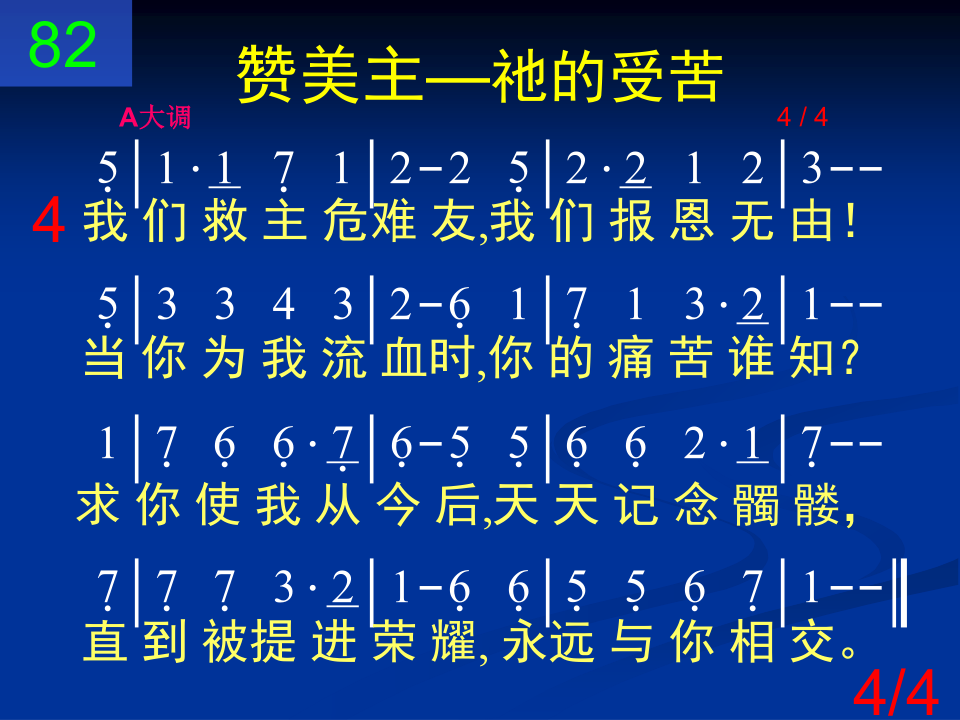 82
赞美主—祂的受苦
A大调 4 / 4
5̣ | 1 · 1̲ 7̣ 1 | 2 - 2 5̣ | 2 · 2̲ 1 2 | 3 - -
4 我 们 救 主 危难 友,我 们 报 恩 无 由!
5̣ | 3 3 4 3 | 2 - 6̣ 1 | 7̣ 1 3 · 2̲ | 1 - -
当 你 为 我 流 血时,你 的 痛 苦 谁 知?
1 | 7̣ 6̣ 6̣ · 7̣̲ | 6̣ - 5̣ 5̣ | 6̣ 6̣ 2 · 1̲ | 7̣ - -
求 你 使 我 从 今 后,天 天 记 念 髑 髅,
7̣ | 7̣ 7̣ 3 · 2̲ | 1 - 6̣ 6̣ | 5̣ 5̣ 6̣ 7̣ | 1 - - ‖
直 到 被提 进 荣 耀, 永远 与 你 相 交。
4/4